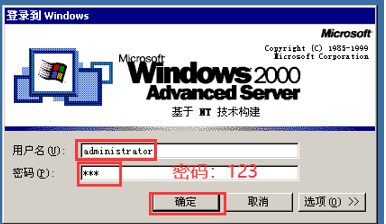 登录到 Windows
Microsoft
Copyright (C) 1985-1999
Microsoft Corporation
Microsoft
Windows 2000
Advanced Server
基于 NT 技术构建
用户名(U): administrator
密码(P): ***
密码：123
确定 取消 选项(O) >>